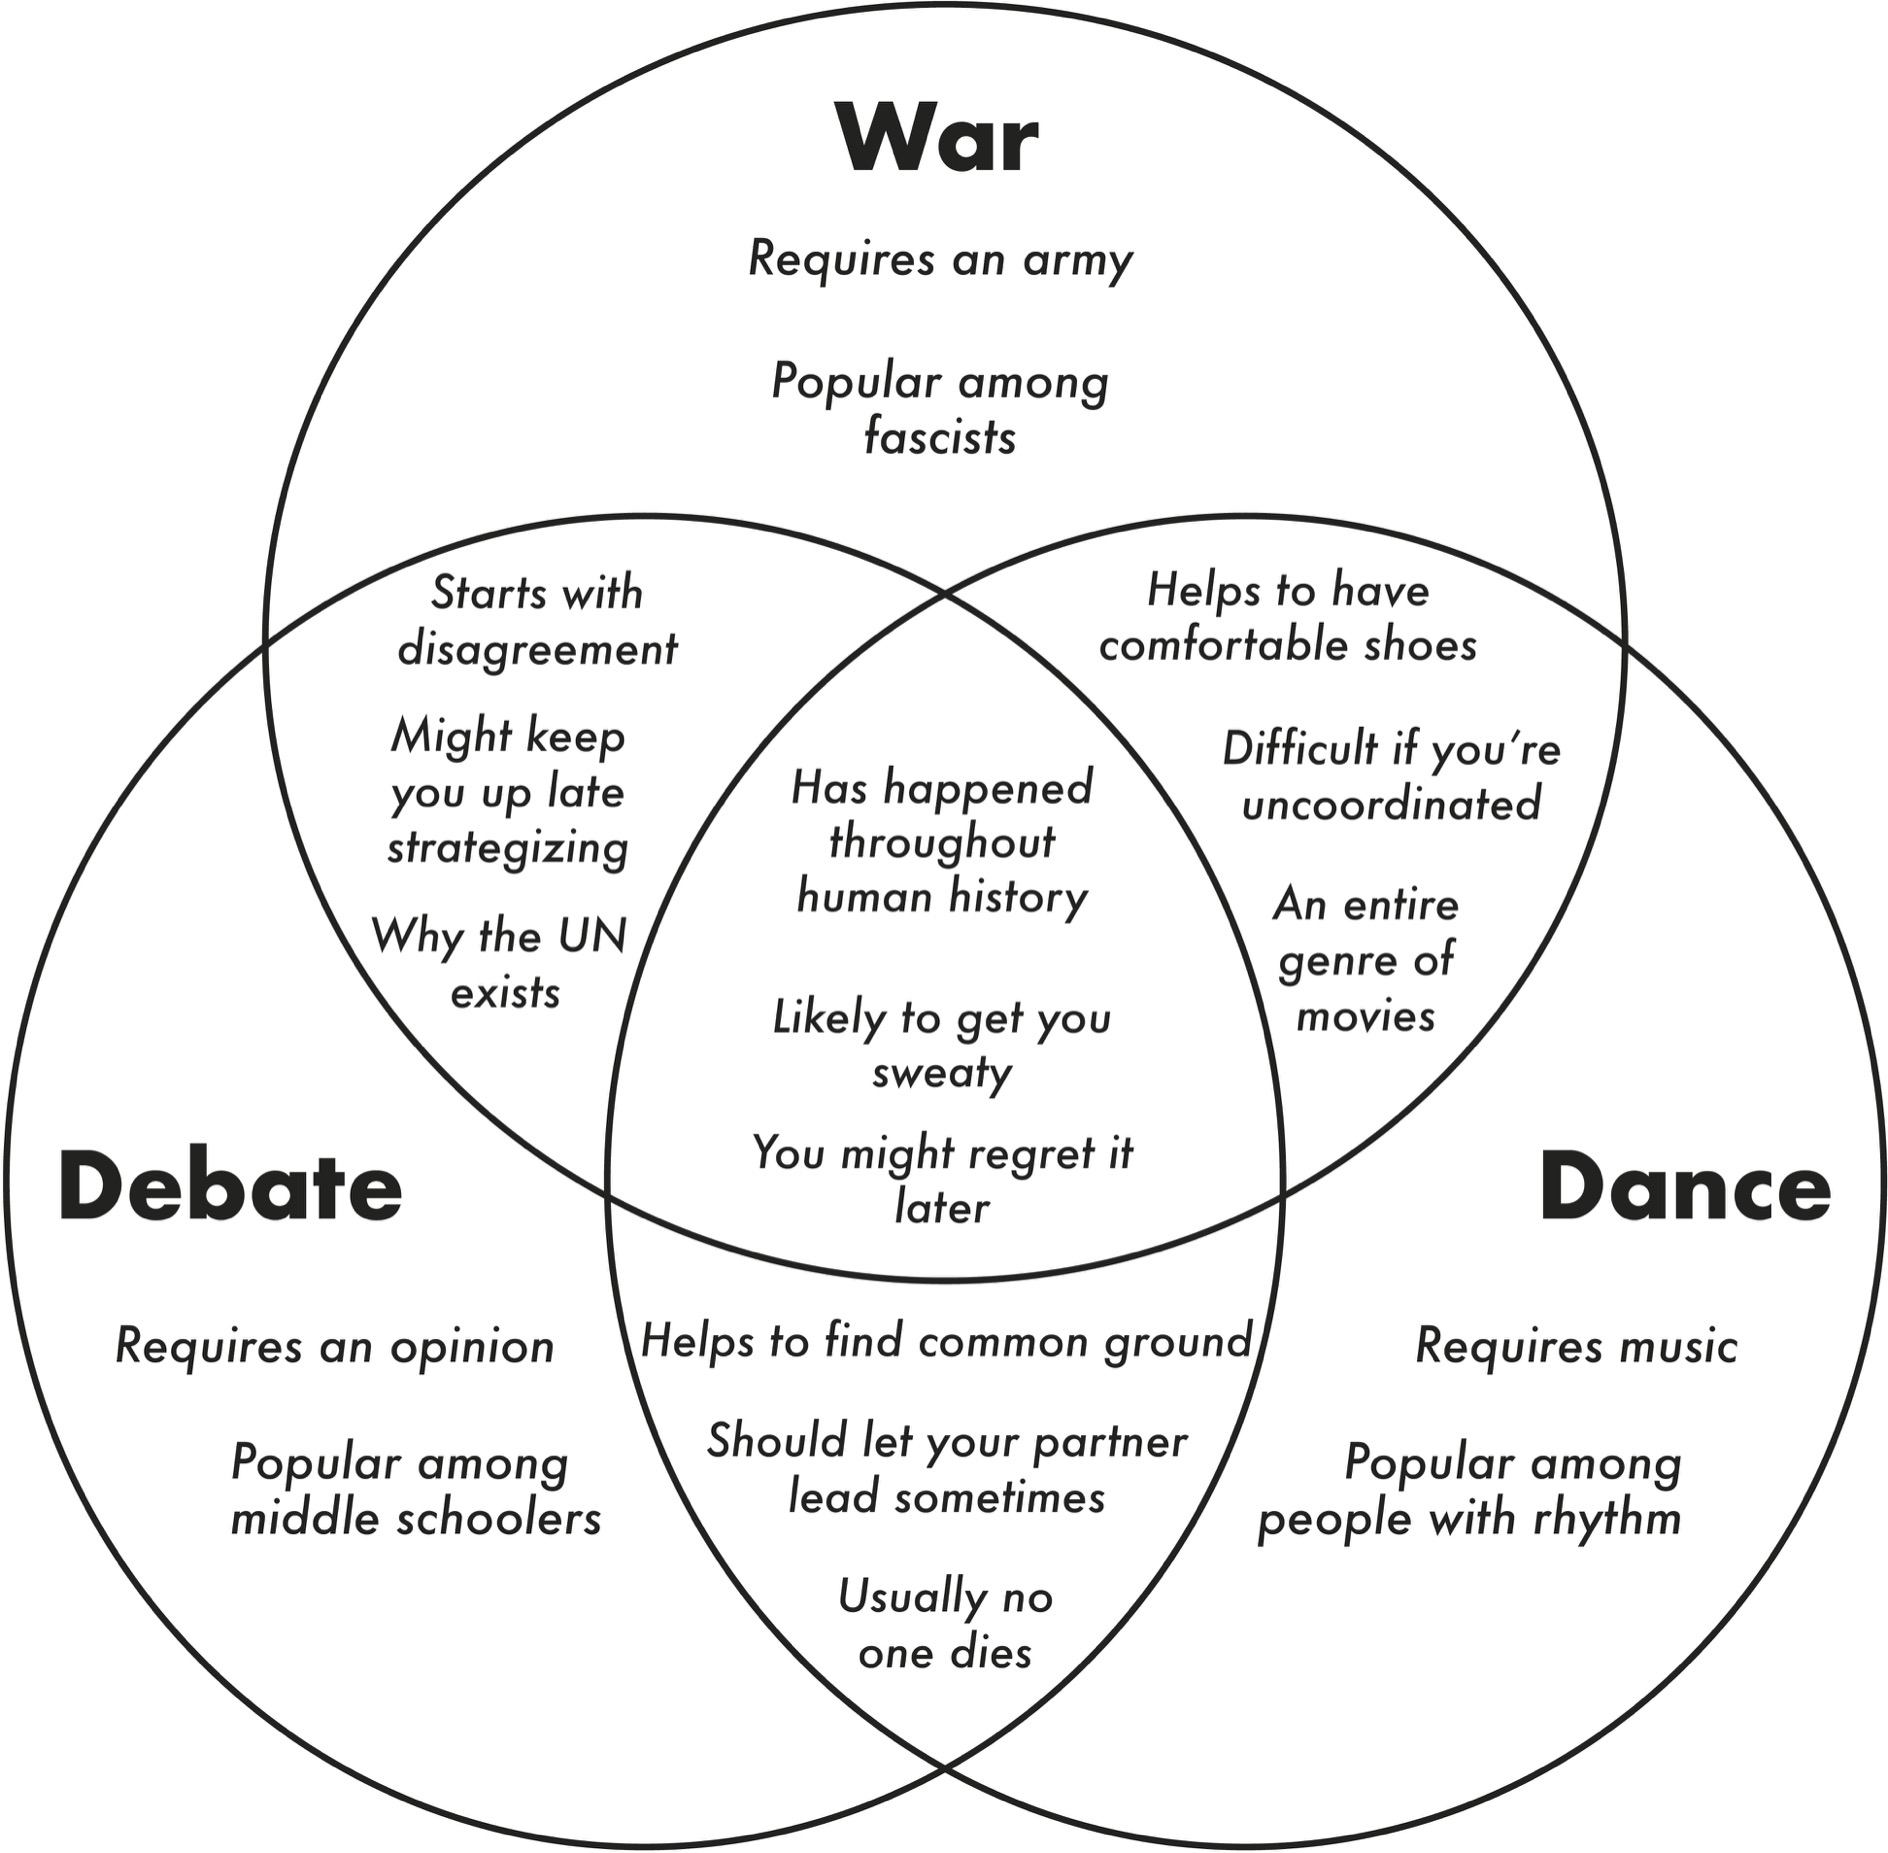 War
Requires an army
Popular among
fascists
Starts with
disagreement
Might keep
you up late
strategizing
Why the UN
exists
Helps to have
comfortable shoes
Difficult if you’re
uncoordinated
An entire
genre of
movies
Has happened
throughout
human history
Likely to get you
sweaty
You might regret it
later
Debate
Requires an opinion
Popular among
middle schoolers
Helps to find common ground
Should let your partner
lead sometimes
Usually no
one dies
Dance
Requires music
Popular among
people with rhythm